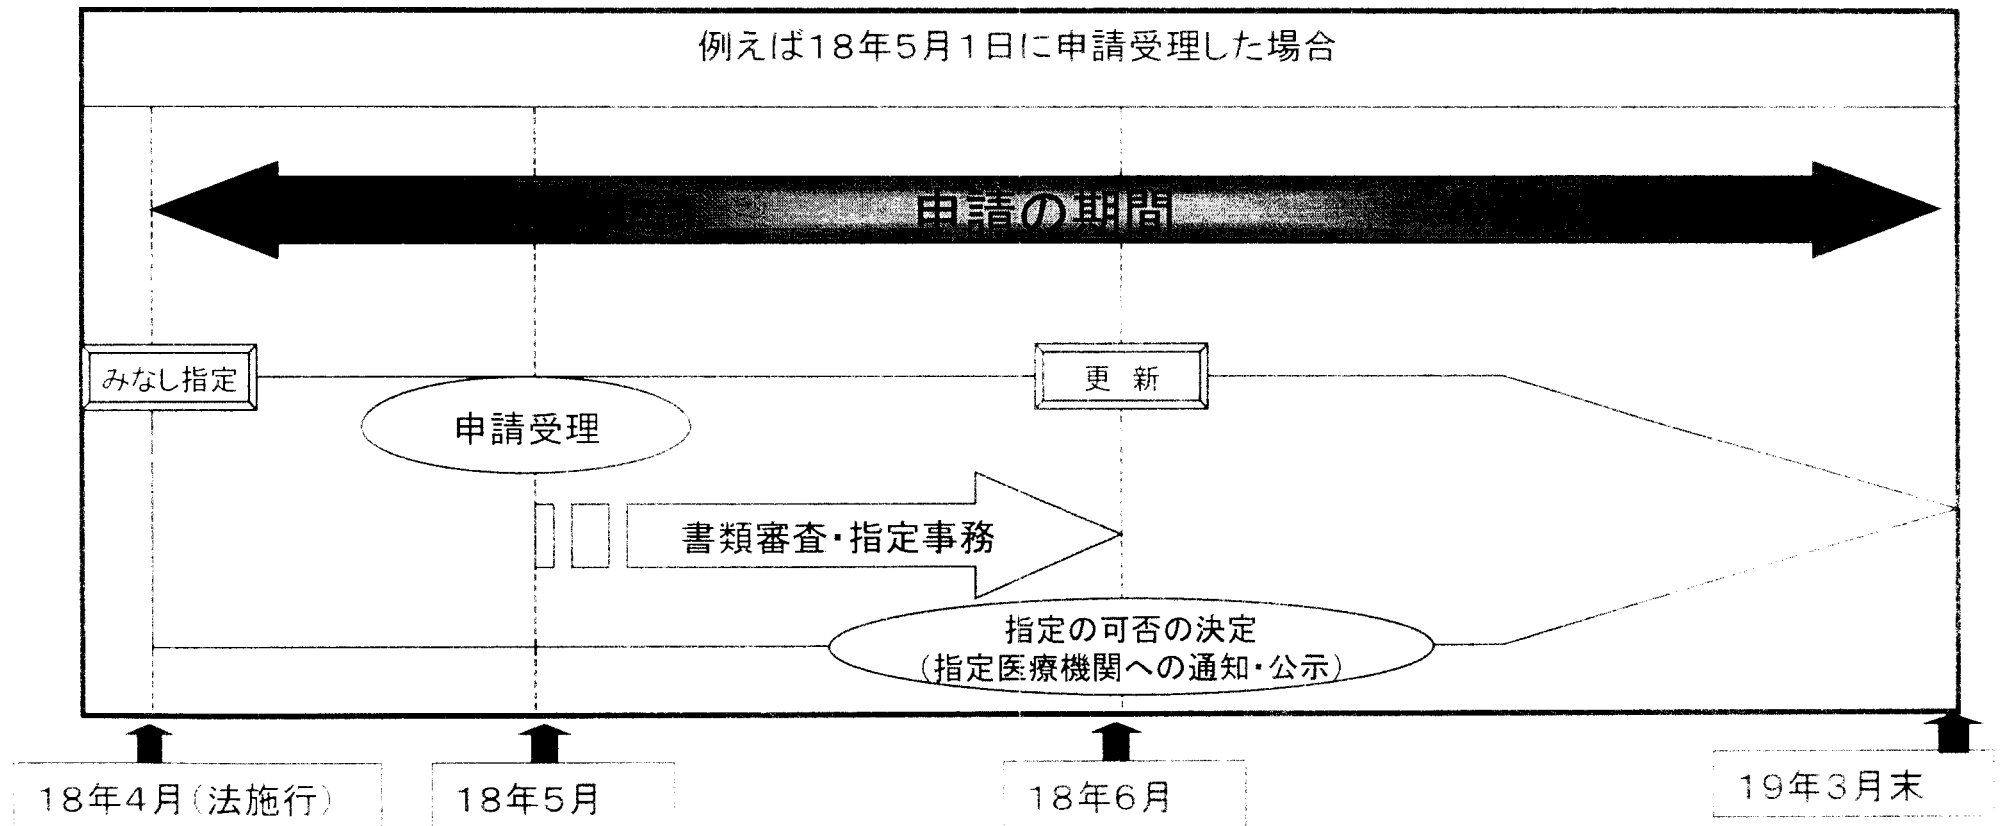 例えば18年5月1日に申請受理した場合
申請の期間
みなし指定
更 新
申請受理
書類審査・指定事務
指定の可否の決定
(指定医療機関への通知・公示)
18年4月(法施行)
18年5月
18年6月
19年3月末